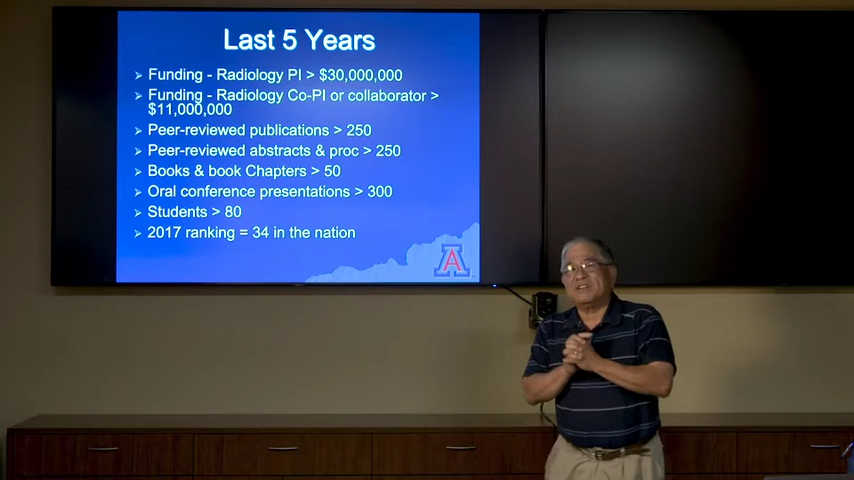 Last 5 Years
➢ Funding - Radiology PI > $30,000,000
➢ Funding - Radiology Co-PI or collaborator >
$11,000,000
➢ Peer-reviewed publications > 250
➢ Peer-reviewed abstracts & proc > 250
➢ Books & book Chapters > 50
➢ Oral conference presentations > 300
➢ Students > 80
➢ 2017 ranking = 34 in the nation
A